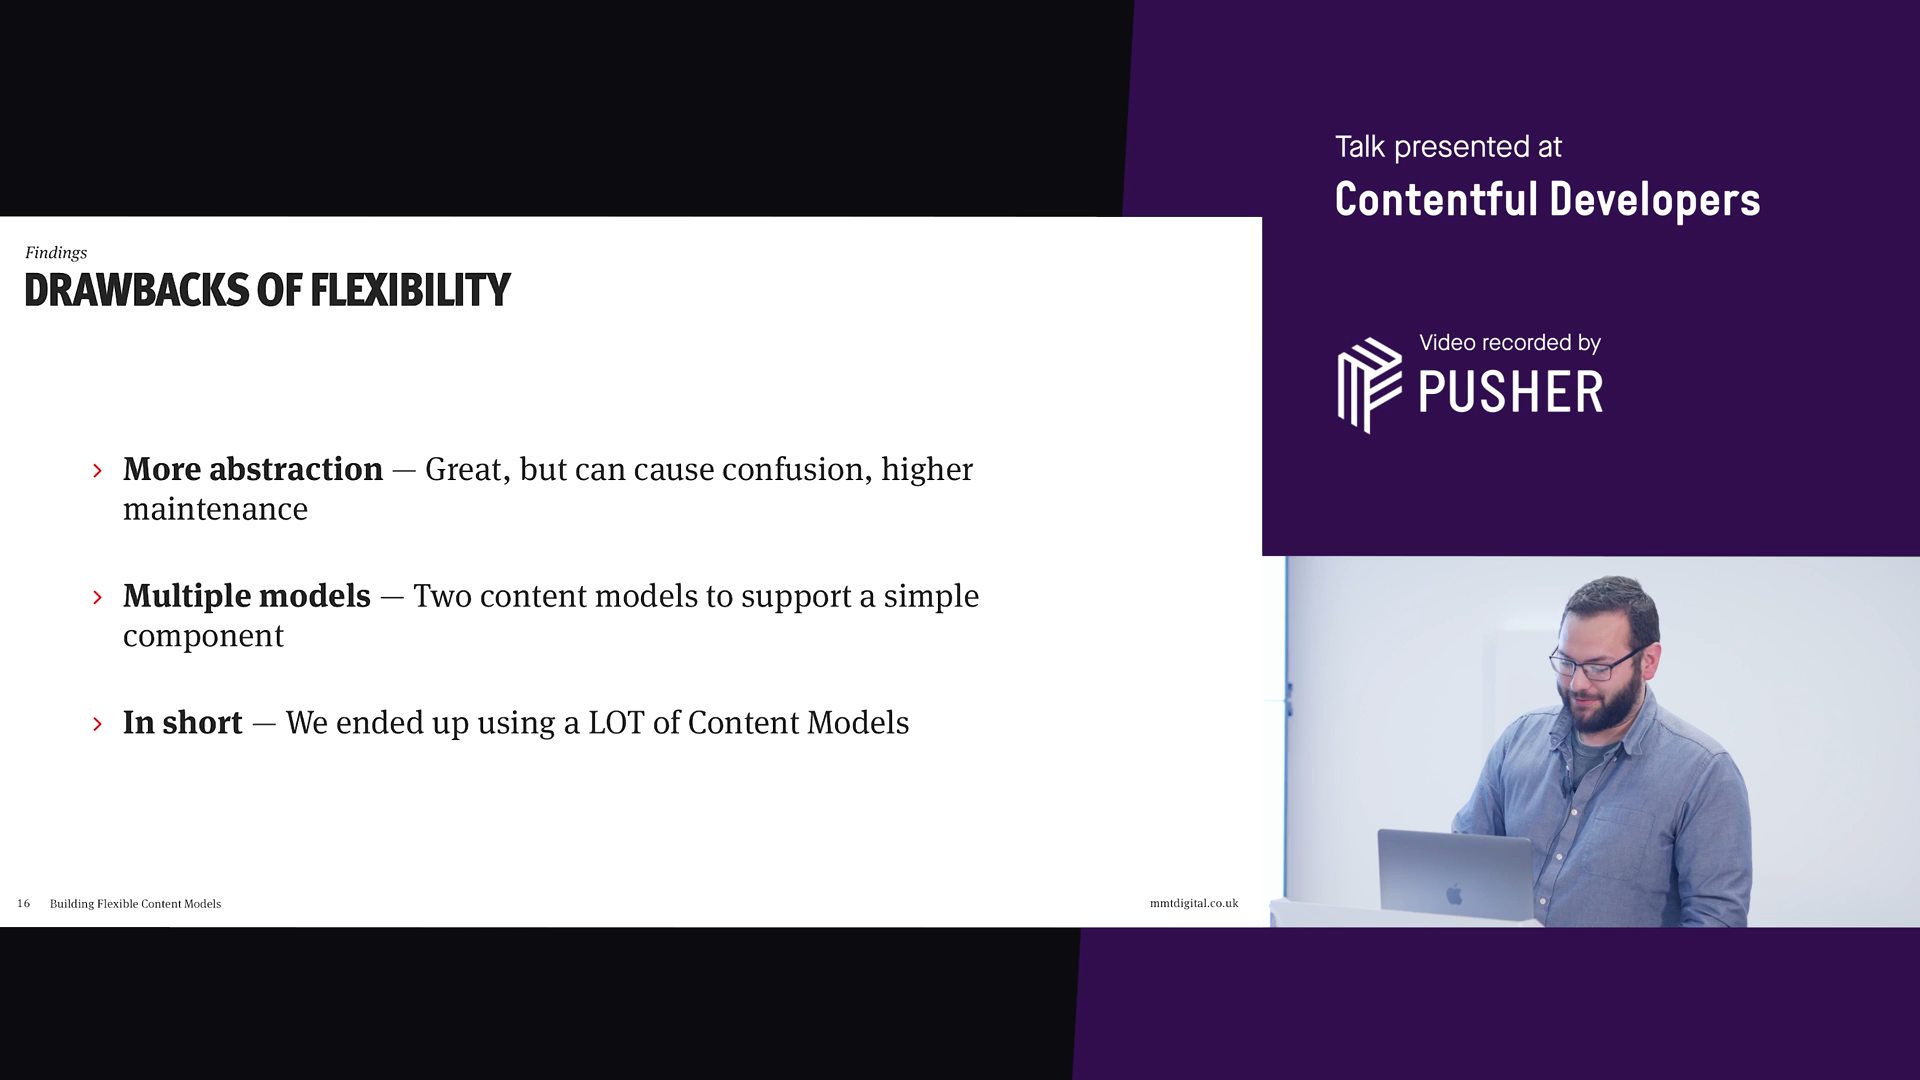 Talk presented at
Contentful Developers
Video recorded by
PUSHER
Findings
DRAWBACKS OF FLEXIBILITY
> More abstraction — Great, but can cause confusion, higher
maintenance
> Multiple models — Two content models to support a simple
component
> In short — We ended up using a LOT of Content Models
16 Building Flexible Content Models
mmtdigital.co.uk